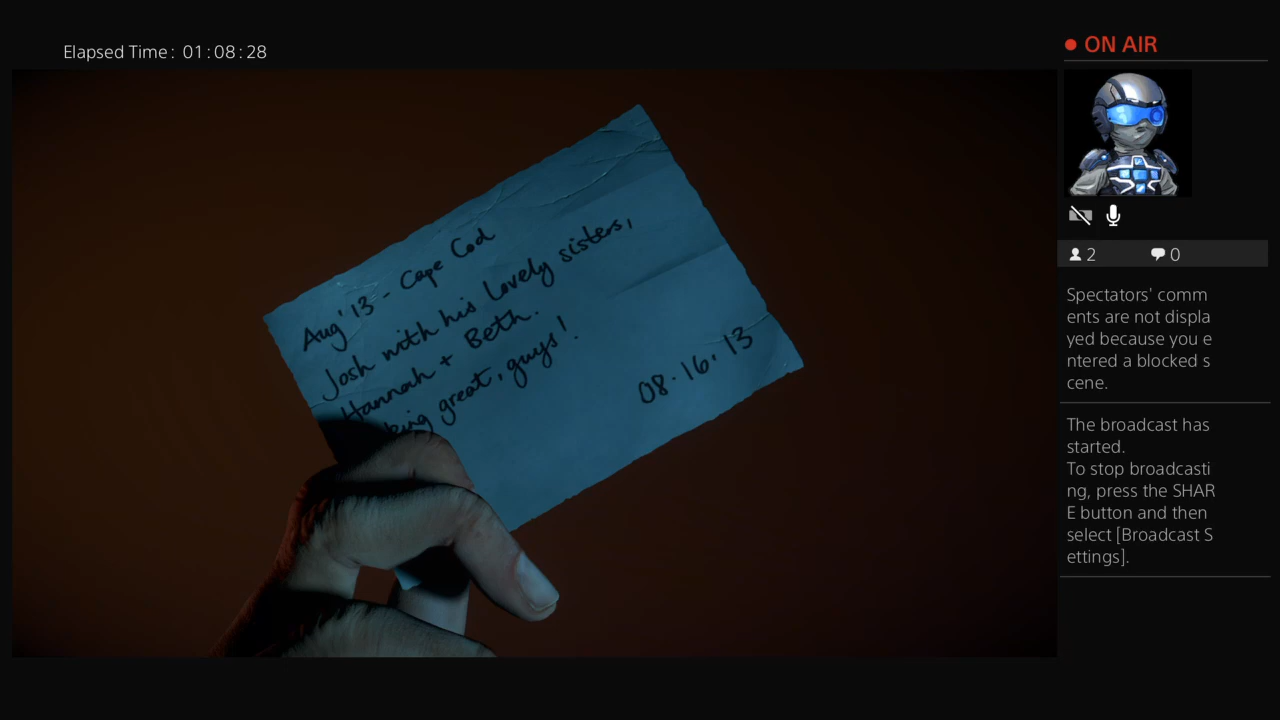 Elapsed Time: 01:08:28
ON AIR
Aug'13 - Cape Cod
Josh with his lovely sisters,
Hannah + Beth.
great, guys!
08.16.13
2
0
Spectators' comm
ents are not displa
yed because you e
ntered a blocked s
cene.
The broadcast has
started.
To stop broadcasti
ng, press the SHAR
E button and then
select [Broadcast S
ettings].